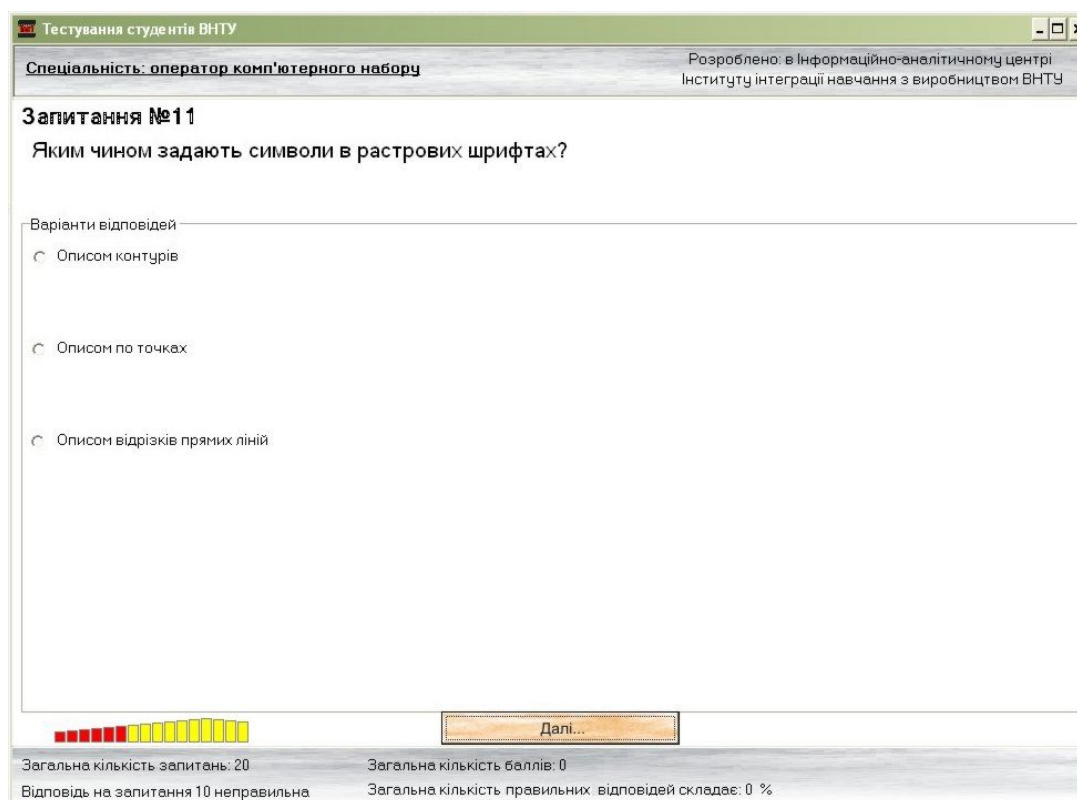 Тестування студентів ВНТУ
Спеціальність: оператор комп'ютерного набору
Розроблено: в Інформаційно-аналітичному центрі
Інституту інтеграції навчання з виробництвом ВНТУ
Запитання №11
Яким чином задають символи в растрових шрифтах?
Варіанти відповідей
Описом контурів
Описом по точках
Описом відрізків прямих ліній
Далі...
Загальна кількість запитань: 20
Загальна кількість баллів: 0
Відповідь на запитання 10 неправильна
Загальна кількість правильних відповідей складає: 0 %